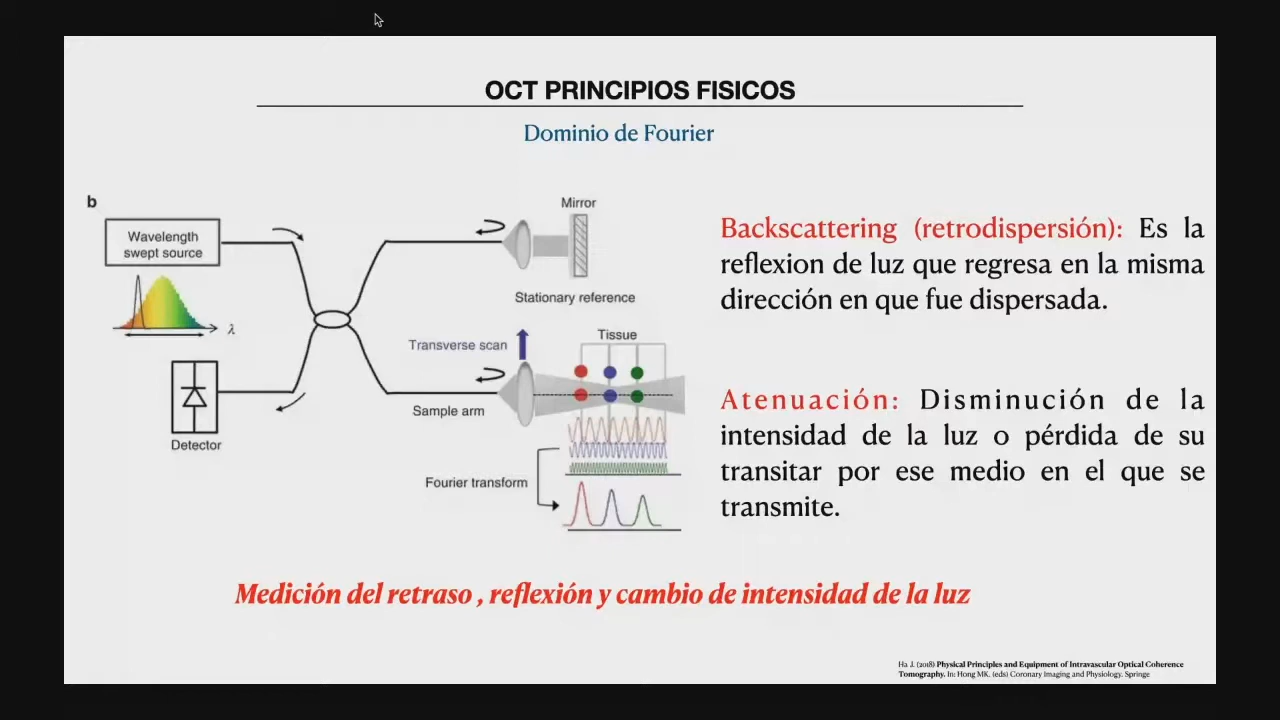 OCT PRINCIPIOS FISICOS
Dominio de Fourier
b
Wavelength
swept source
λ
Detector
Mirror
Stationary reference
Transverse scan
Tissue
Sample arm
Fourier transform
Backscattering (retrodispersión): Es la
reflexion de luz que regresa en la misma
dirección en que fue dispersada.
Atenuación: Disminución de la
intensidad de la luz o pérdida de su
transitar por ese medio en el que se
transmite.
Medición del retraso , reflexión y cambio de intensidad de la luz
Ha J. (2018) Physical Principles and Equipment of Intravascular Optical Coherence
Tomography. In: Hong MK. (eds) Coronary Imaging and Physiology. Springe